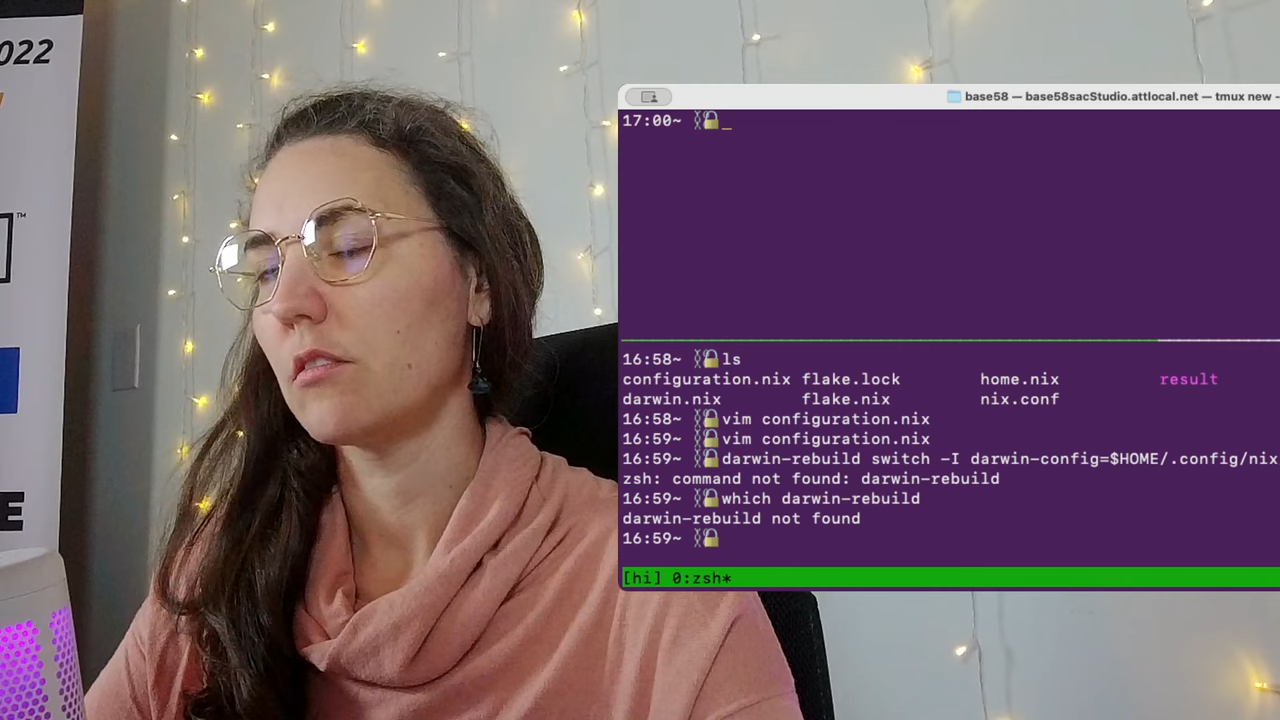 022
™
E
base58 — base58sacStudio.attlocal.net — tmux new -
17:00~ _
16:58~ ls
configuration.nix flake.lock home.nix result
darwin.nix flake.nix nix.conf
16:58~ vim configuration.nix
16:59~ vim configuration.nix
16:59~ darwin-rebuild switch -I darwin-config=$HOME/.config/nix
zsh: command not found: darwin-rebuild
16:59~ which darwin-rebuild
darwin-rebuild not found
16:59~
[hi] 0:zsh*